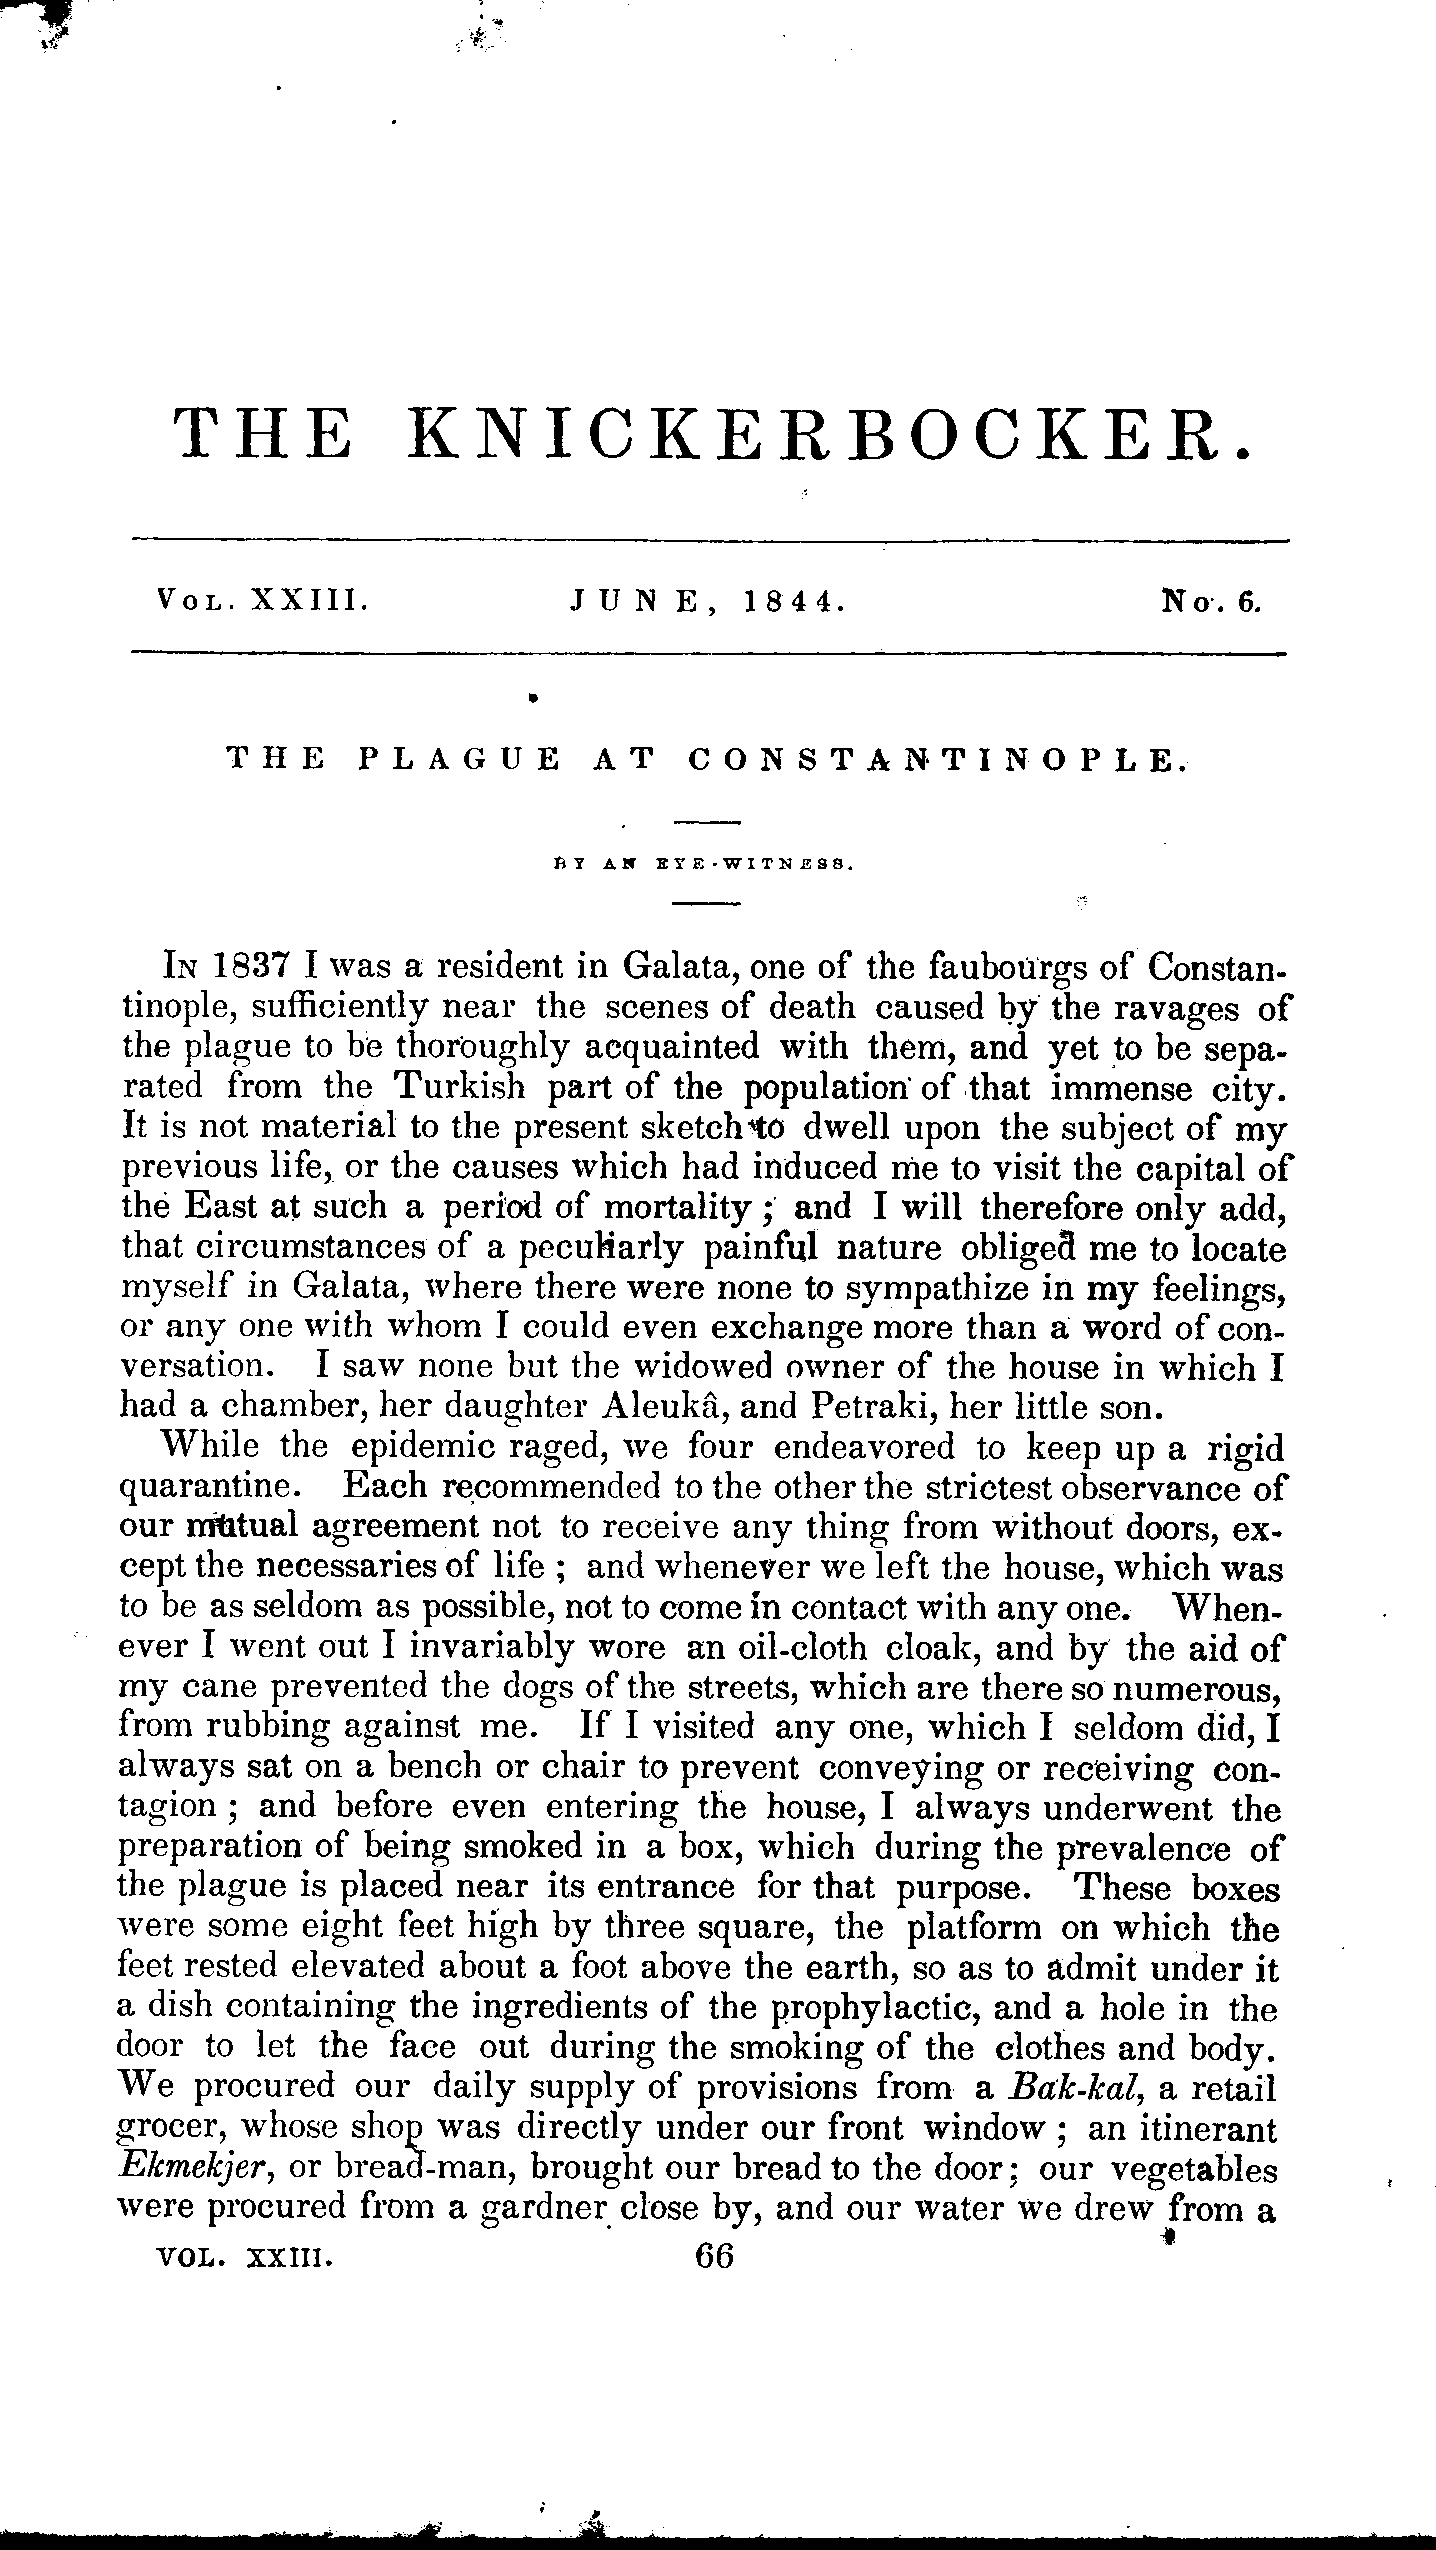 THE KNICKERBOCKER.
VOL. XXIII. JUNE, 1844. No. 6.
THE PLAGUE AT CONSTANTINOPLE.
BY AN EYE-WITNESS.
IN 1837 I was a resident in Galata, one of the faubourgs of Constan-
tinople, sufficiently near the scenes of death caused by the ravages of
the plague to be thoroughly acquainted with them, and yet to be sepa-
rated from the Turkish part of the population of that immense city.
It is not material to the present sketch to dwell upon the subject of my
previous life, or the causes which had induced me to visit the capital of
the East at such a period of mortality ; and I will therefore only add,
that circumstances of a peculiarly painful nature obliged me to locate
myself in Galata, where there were none to sympathize in my feelings,
or any one with whom I could even exchange more than a word of con-
versation. I saw none but the widowed owner of the house in which I
had a chamber, her daughter Aleukâ, and Petraki, her little son.
While the epidemic raged, we four endeavored to keep up a rigid
quarantine. Each recommended to the other the strictest observance of
our mutual agreement not to receive any thing from without doors, ex-
cept the necessaries of life ; and whenever we left the house, which was
to be as seldom as possible, not to come in contact with any one. When-
ever I went out I invariably wore an oil-cloth cloak, and by the aid of
my cane prevented the dogs of the streets, which are there so numerous,
from rubbing against me. If I visited any one, which I seldom did, I
always sat on a bench or chair to prevent conveying or receiving con-
tagion ; and before even entering the house, I always underwent the
preparation of being smoked in a box, which during the prevalence of
the plague is placed near its entrance for that purpose. These boxes
were some eight feet high by three square, the platform on which the
feet rested elevated about a foot above the earth, so as to admit under it
a dish containing the ingredients of the prophylactic, and a hole in the
door to let the face out during the smoking of the clothes and body.
We procured our daily supply of provisions from a Bak-kal, a retail
grocer, whose shop was directly under our front window ; an itinerant
Ekmekjer, or bread-man, brought our bread to the door; our vegetables
were procured from a gardner close by, and our water we drew from a
VOL. XXIII. 66